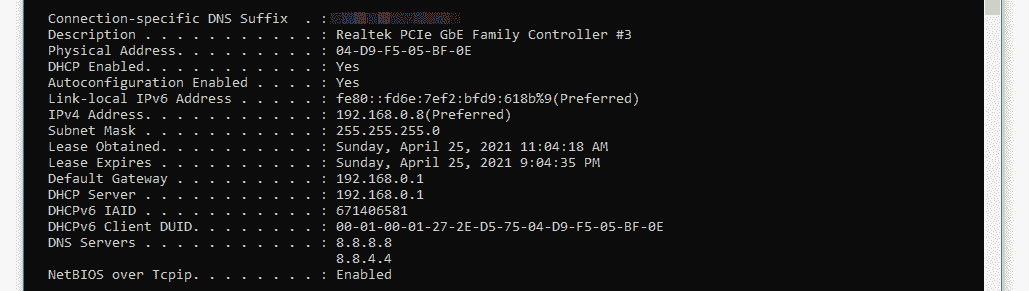 Connection-specific DNS Suffix  . :
Description . . . . . . . . . . . : Realtek PCIe GbE Family Controller #3
Physical Address. . . . . . . . . : 04-D9-F5-05-BF-0E
DHCP Enabled. . . . . . . . . . . : Yes
Autoconfiguration Enabled . . . . : Yes
Link-local IPv6 Address . . . . . : fe80::fd6e:7ef2:bfd9:618b%9(Preferred)
IPv4 Address. . . . . . . . . . . : 192.168.0.8(Preferred)
Subnet Mask . . . . . . . . . . . : 255.255.255.0
Lease Obtained. . . . . . . . . . : Sunday, April 25, 2021 11:04:18 AM
Lease Expires . . . . . . . . . . : Sunday, April 25, 2021 9:04:35 PM
Default Gateway . . . . . . . . . : 192.168.0.1
DHCP Server . . . . . . . . . . . : 192.168.0.1
DHCPv6 IAID . . . . . . . . . . . : 671406581
DHCPv6 Client DUID. . . . . . . . : 00-01-00-01-27-2E-D5-75-04-D9-F5-05-BF-0E
DNS Servers . . . . . . . . . . . : 8.8.8.8
8.8.4.4
NetBIOS over Tcpip. . . . . . . . : Enabled